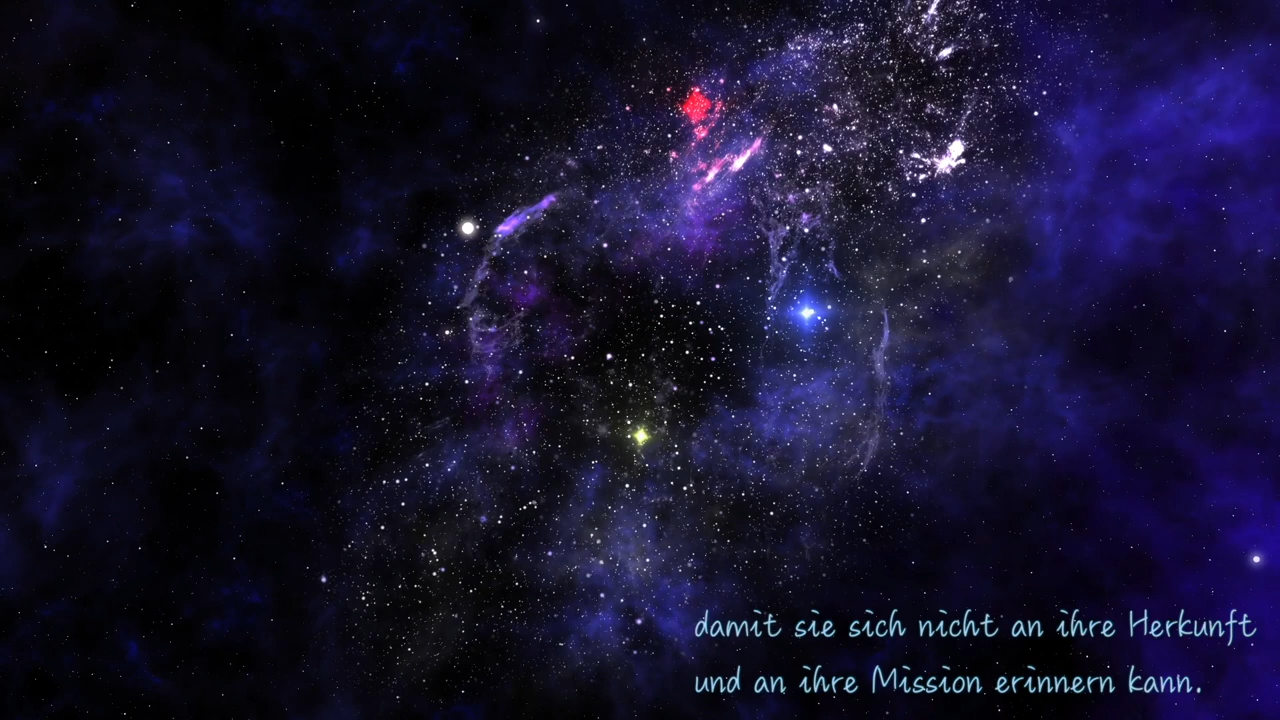 damit sie sich nicht an ihre Herkunft
und an ihre Mission erinnern kann.